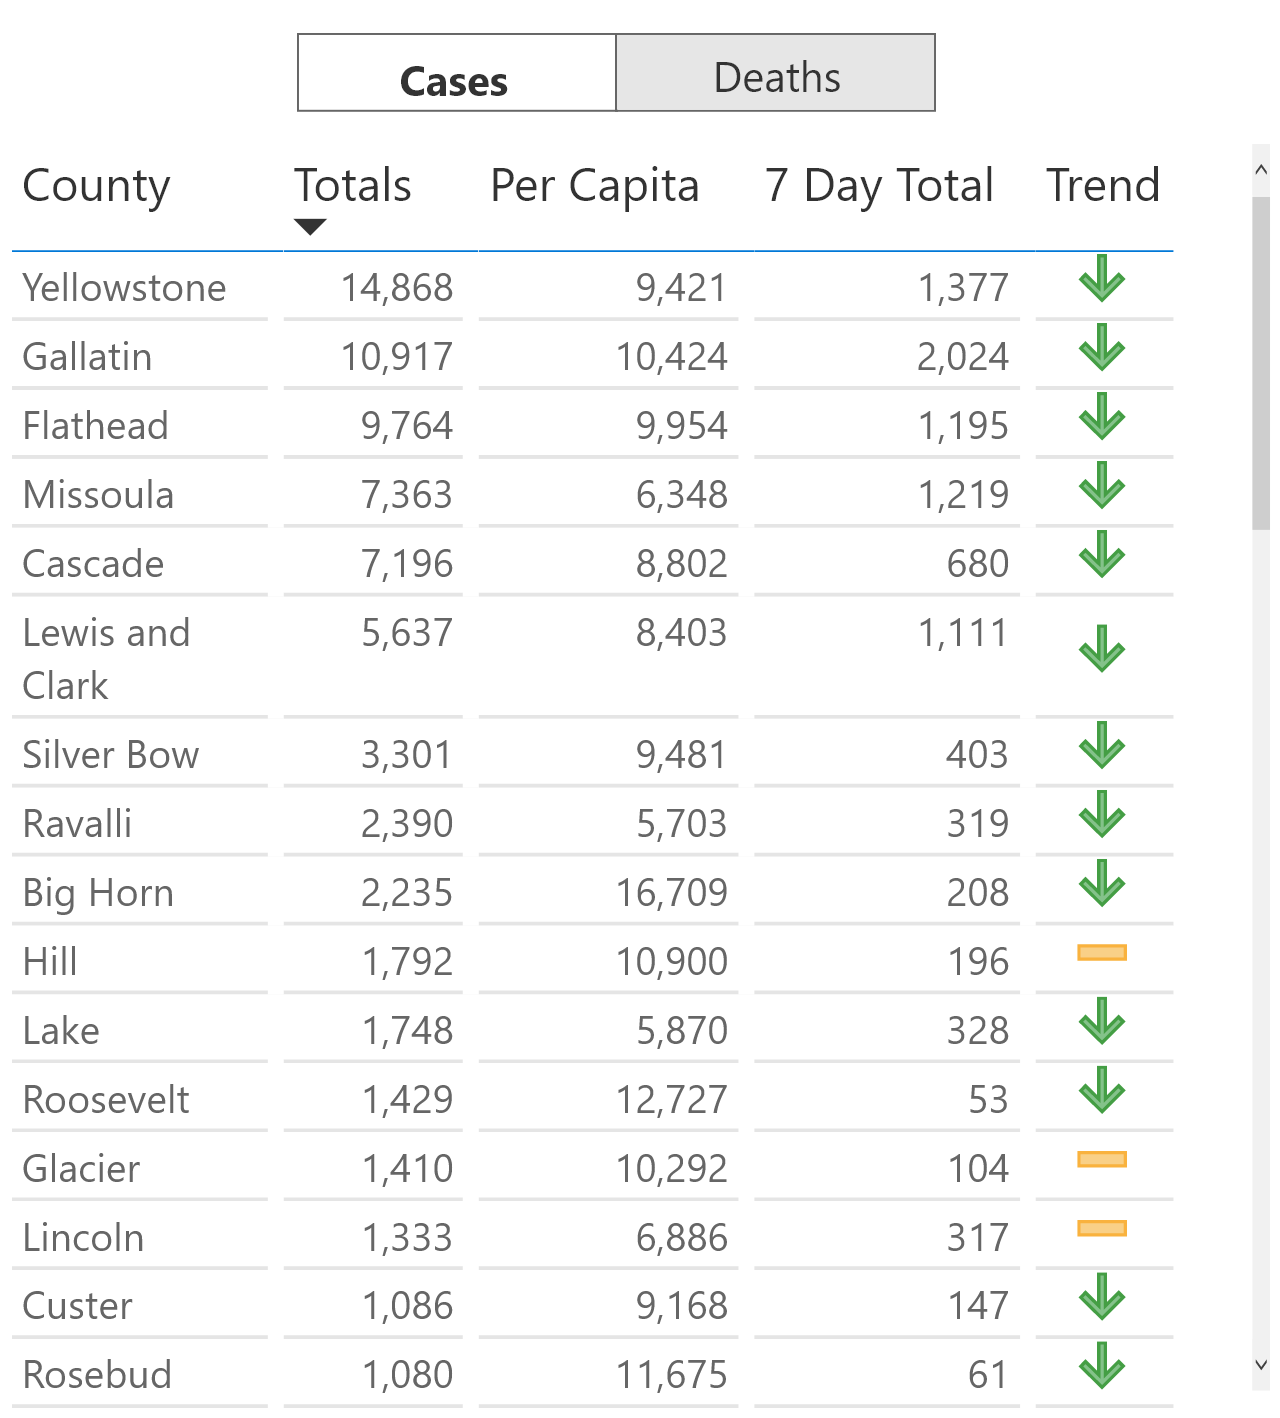 Cases Deaths
County Totals Per Capita 7 Day Total Trend
Yellowstone 14,868 9,421 1,377
Gallatin 10,917 10,424 2,024
Flathead 9,764 9,954 1,195
Missoula 7,363 6,348 1,219
Cascade 7,196 8,802 680
Lewis and 5,637 8,403 1,111
Clark
Silver Bow 3,301 9,481 403
Ravalli 2,390 5,703 319
Big Horn 2,235 16,709 208
Hill 1,792 10,900 196
Lake 1,748 5,870 328
Roosevelt 1,429 12,727 53
Glacier 1,410 10,292 104
Lincoln 1,333 6,886 317
Custer 1,086 9,168 147
Rosebud 1,080 11,675 61